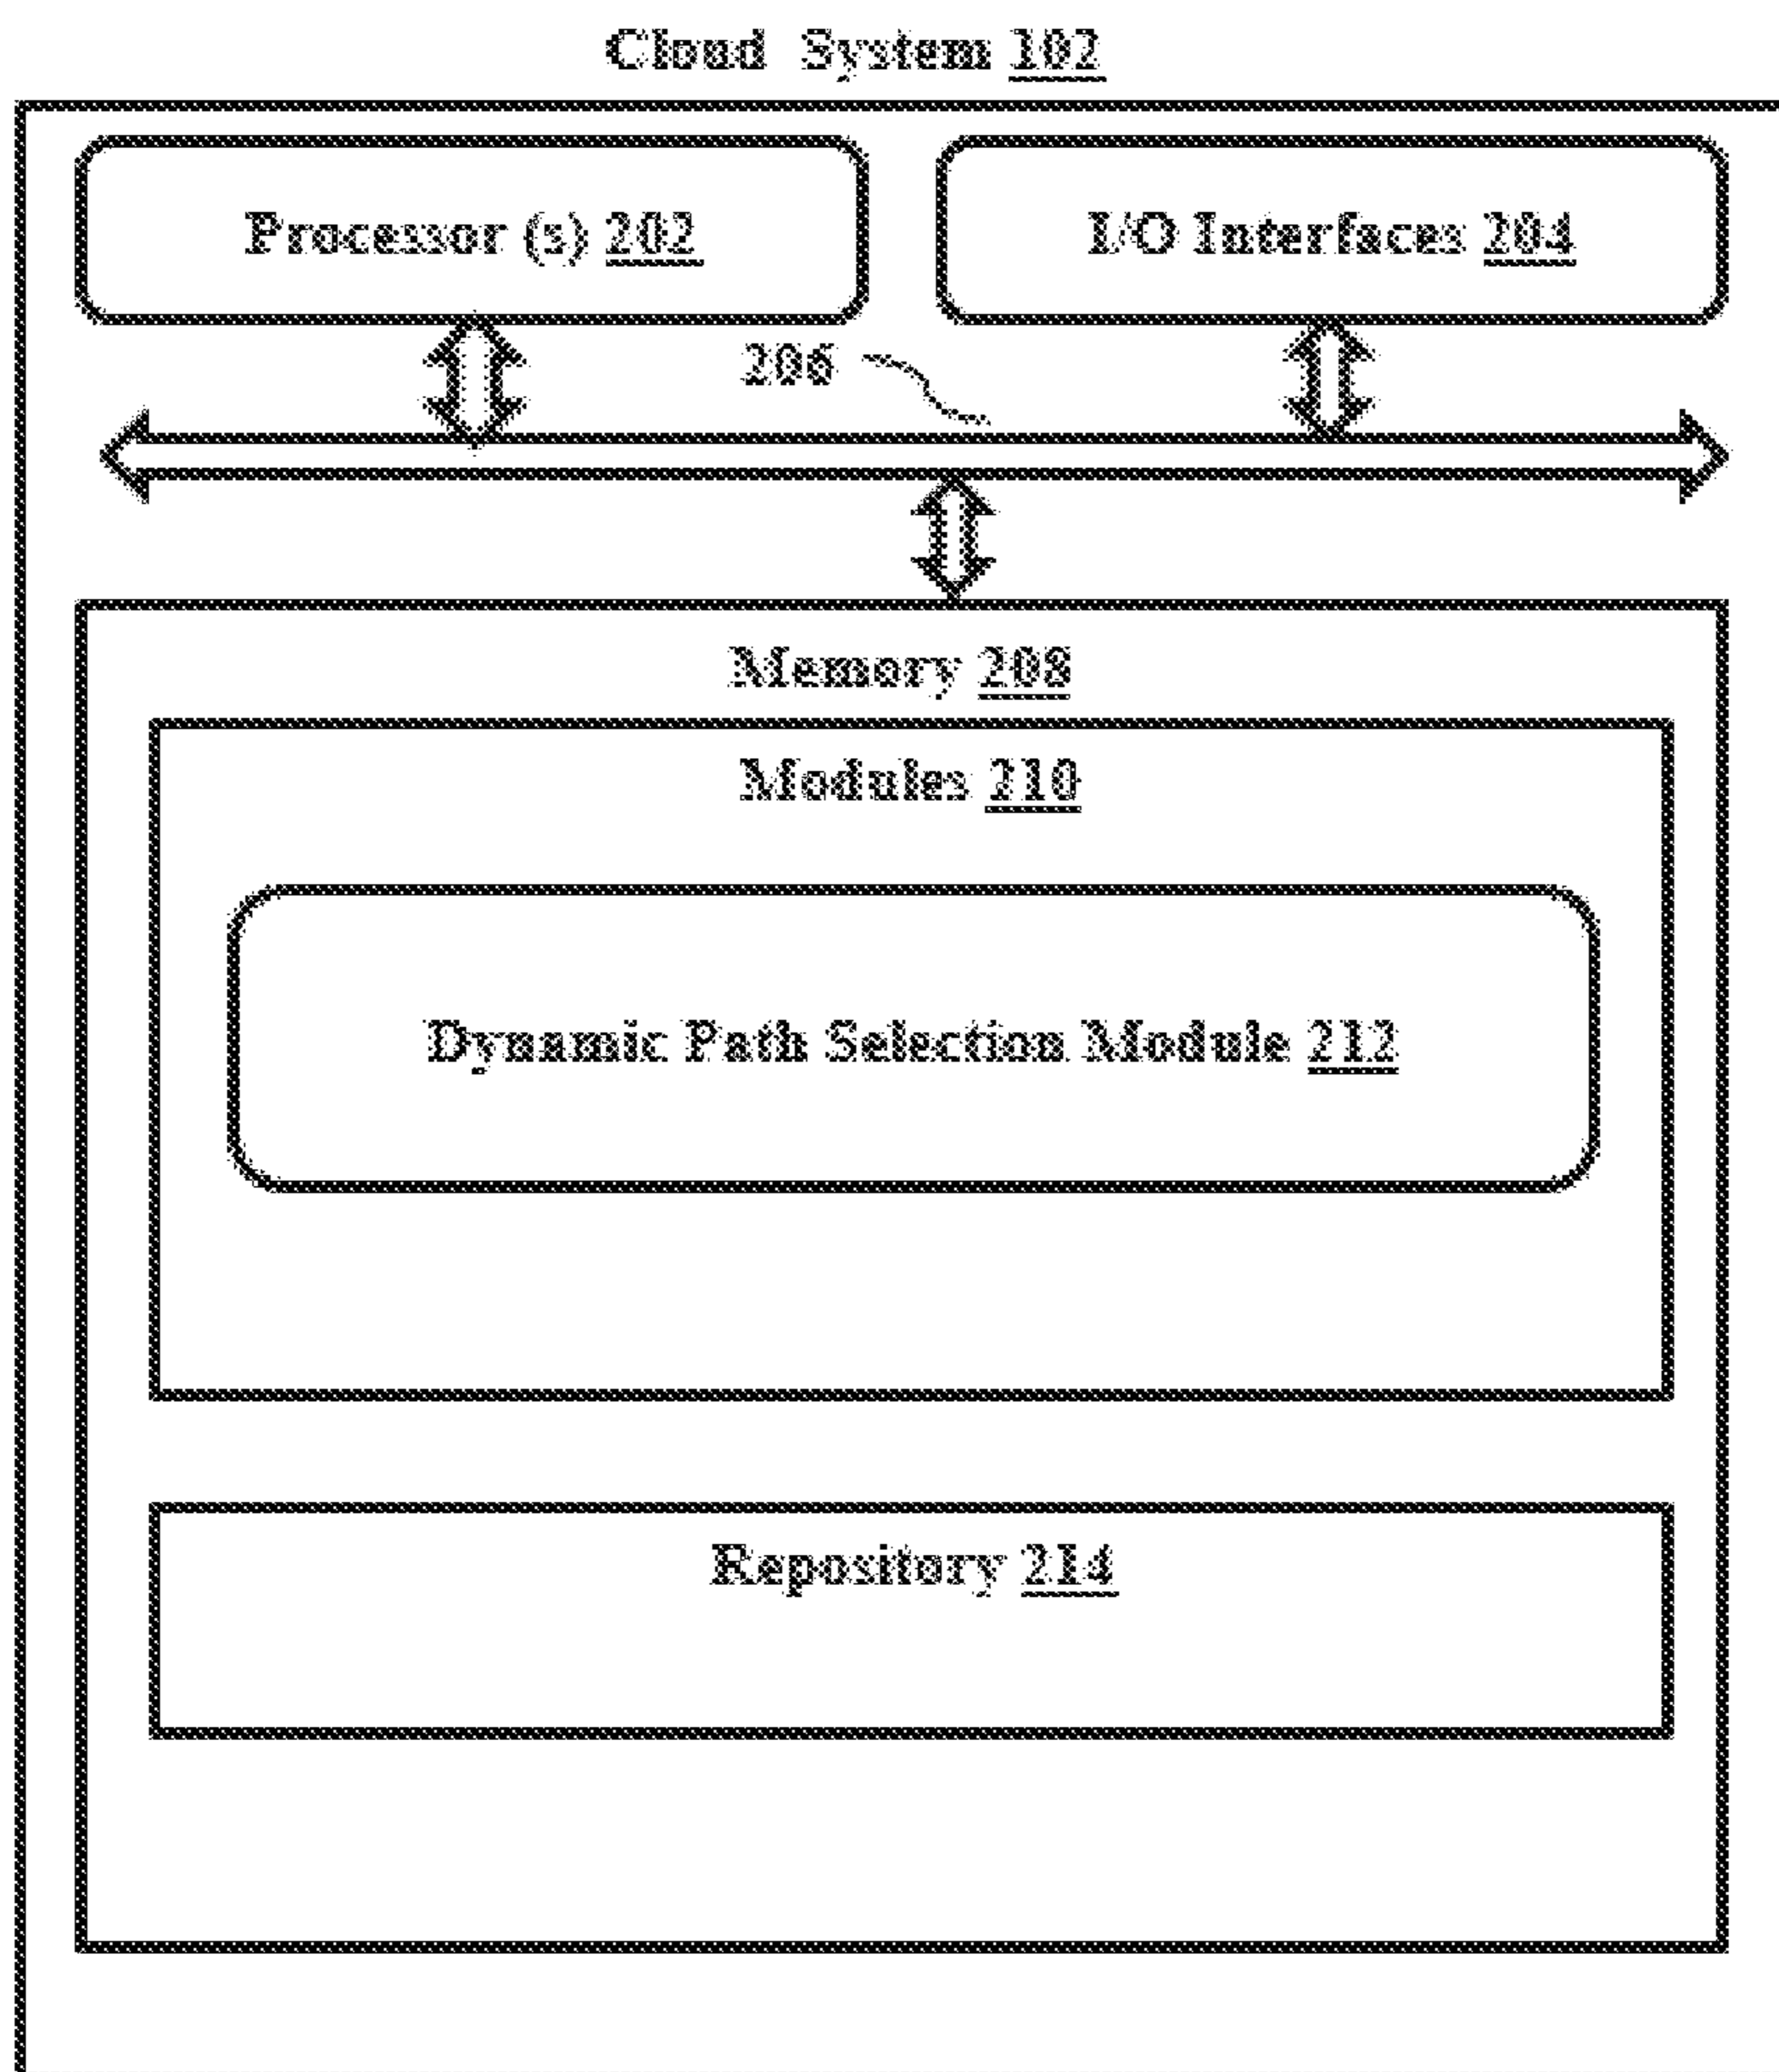 Cloud System 102
Processor (s) 202
I/O Interfaces 204
206
Memory 208
Modules 210
Dynamic Path Selection Module 212
Repository 214